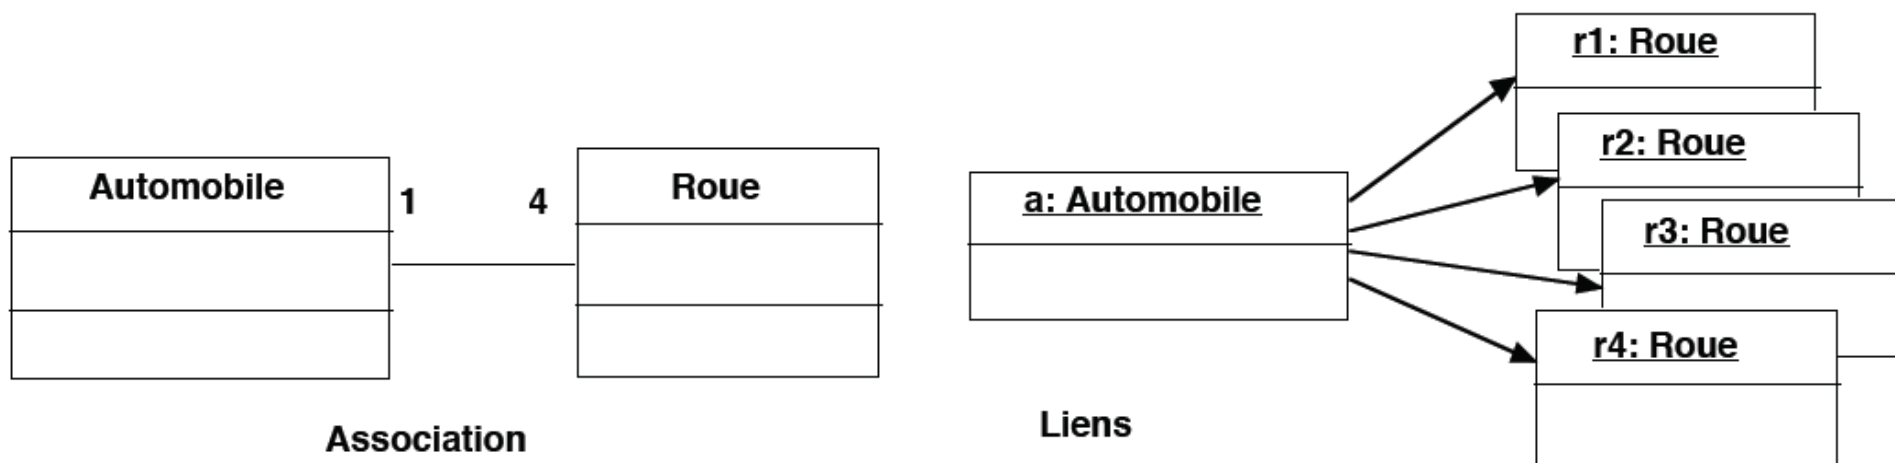 Automobile
1
4
Roue
Association
a: Automobile
r1: Roue
r2: Roue
r3: Roue
r4: Roue
Liens